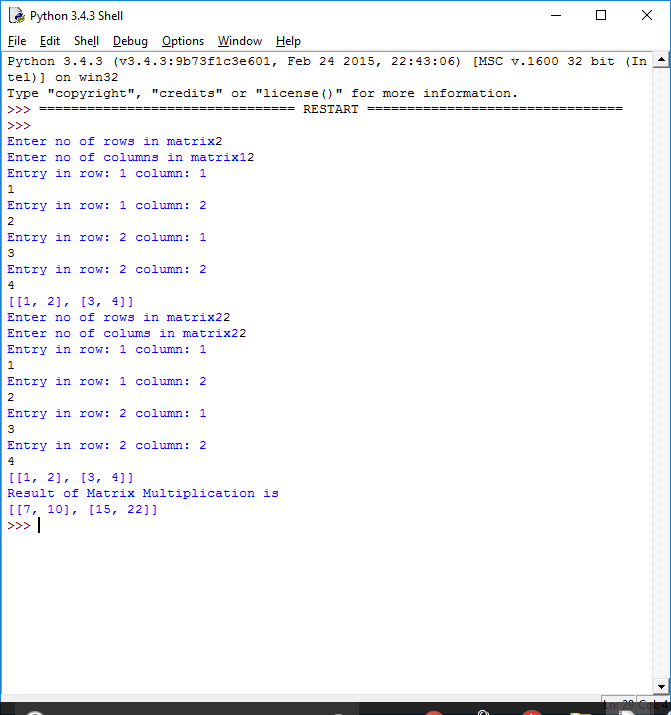 Python 3.4.3 Shell
File Edit Shell Debug Options Window Help
Python 3.4.3 (v3.4.3:9b73f1c3e601, Feb 24 2015, 22:43:06) [MSC v.1600 32 bit (In
tel)] on win32
Type "copyright", "credits" or "license()" for more information.
>>> ================================ RESTART ================================
>>>
Enter no of rows in matrix2
Enter no of columns in matrix12
Entry in row: 1 column: 1
1
Entry in row: 1 column: 2
2
Entry in row: 2 column: 1
3
Entry in row: 2 column: 2
4
[[1, 2], [3, 4]]
Enter no of rows in matrix22
Enter no of colums in matrix22
Entry in row: 1 column: 1
1
Entry in row: 1 column: 2
2
Entry in row: 2 column: 1
3
Entry in row: 2 column: 2
4
[[1, 2], [3, 4]]
Result of Matrix Multiplication is
[[7, 10], [15, 22]]
>>>
Ln: 29 Col: 4